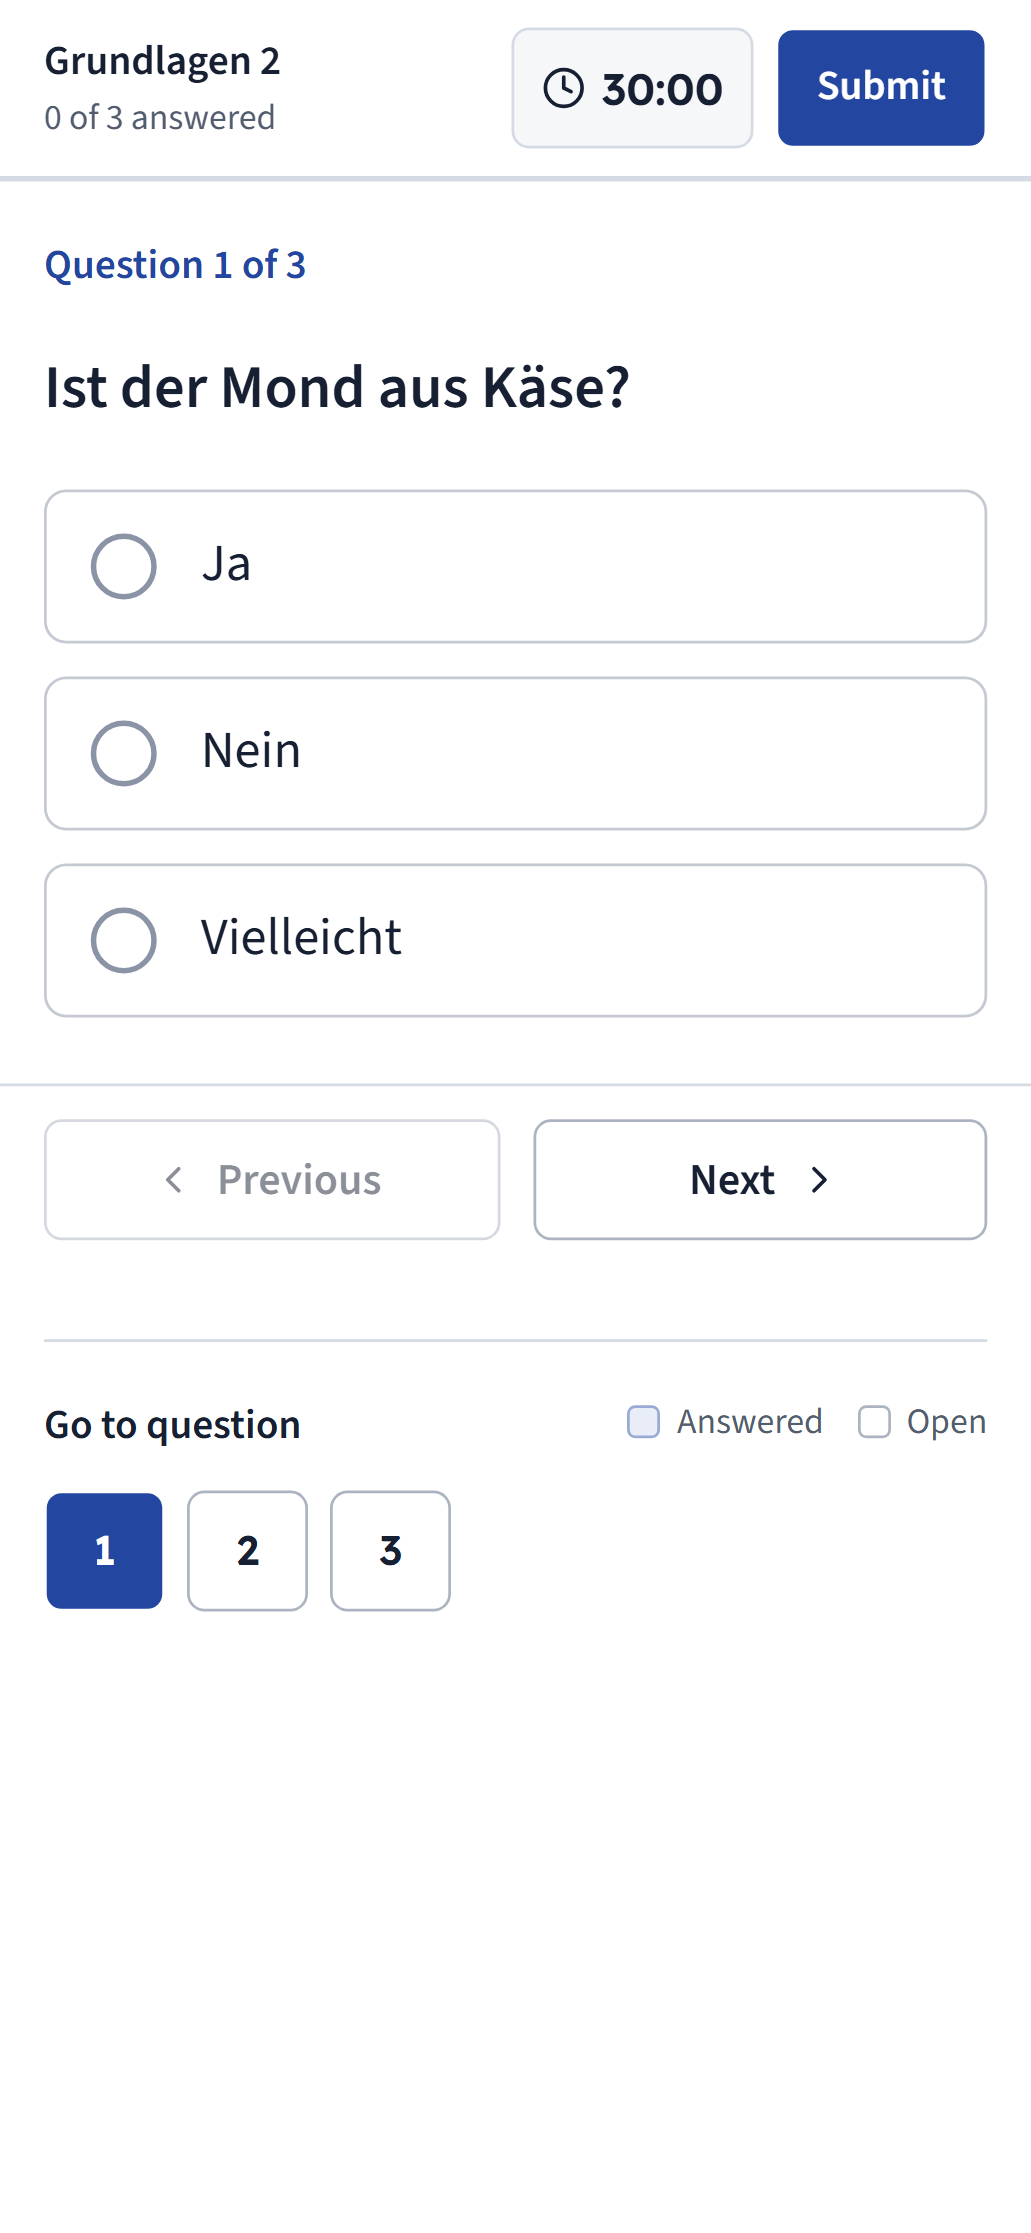 Grundlagen 2
0 of 3 answered
30:00
Submit
Question 1 of 3
Ist der Mond aus Käse?
Ja
Nein
Vielleicht
Previous
Next
Go to question
Answered
Open
1
2
3